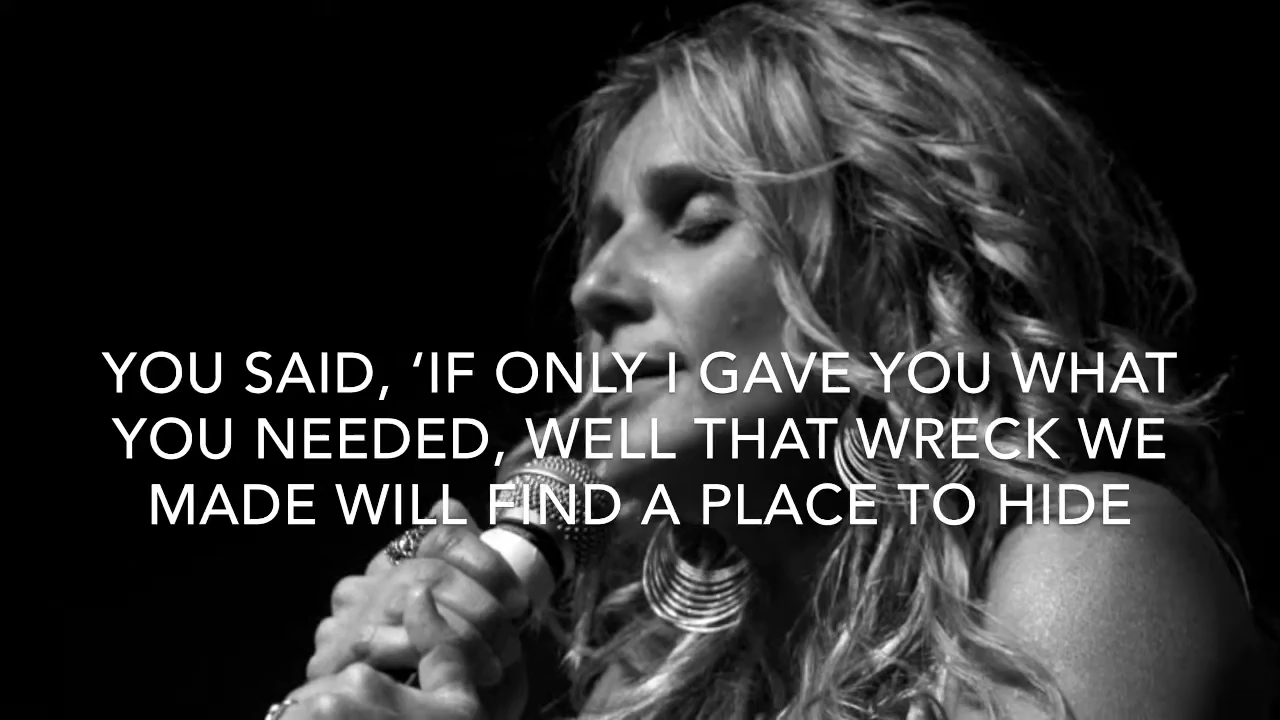 YOU SAID, ‘IF ONLY I GAVE YOU WHAT
YOU NEEDED, WELL THAT WRECK WE
MADE WILL FIND A PLACE TO HIDE